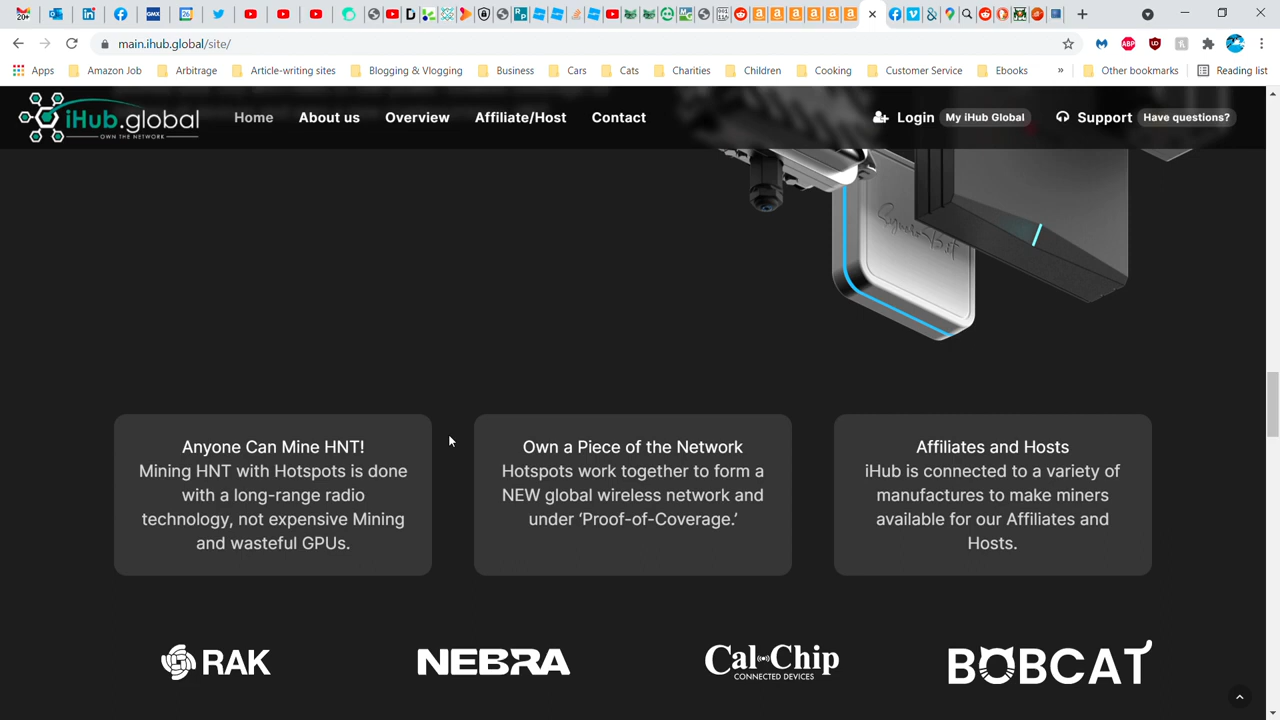 20+
26
main.ihub.global/site/
ABP
Apps Amazon Job Arbitrage Article-writing sites Blogging & Vlogging Business Cars Cats Charities Children Cooking Customer Service Ebooks » Other bookmarks Reading list
iHub.global
OWN THE NETWORK
Home About us Overview Affiliate/Host Contact Login My iHub Global Support Have questions?
Anyone Can Mine HNT!
Mining HNT with Hotspots is done
with a long-range radio
technology, not expensive Mining
and wasteful GPUs.
Own a Piece of the Network
Hotspots work together to form a
NEW global wireless network and
under ‘Proof-of-Coverage.’
Affiliates and Hosts
iHub is connected to a variety of
manufactures to make miners
available for our Affiliates and
Hosts.
RAK NEBRA Cal-Chip BOBCAT
CONNECTED DEVICES